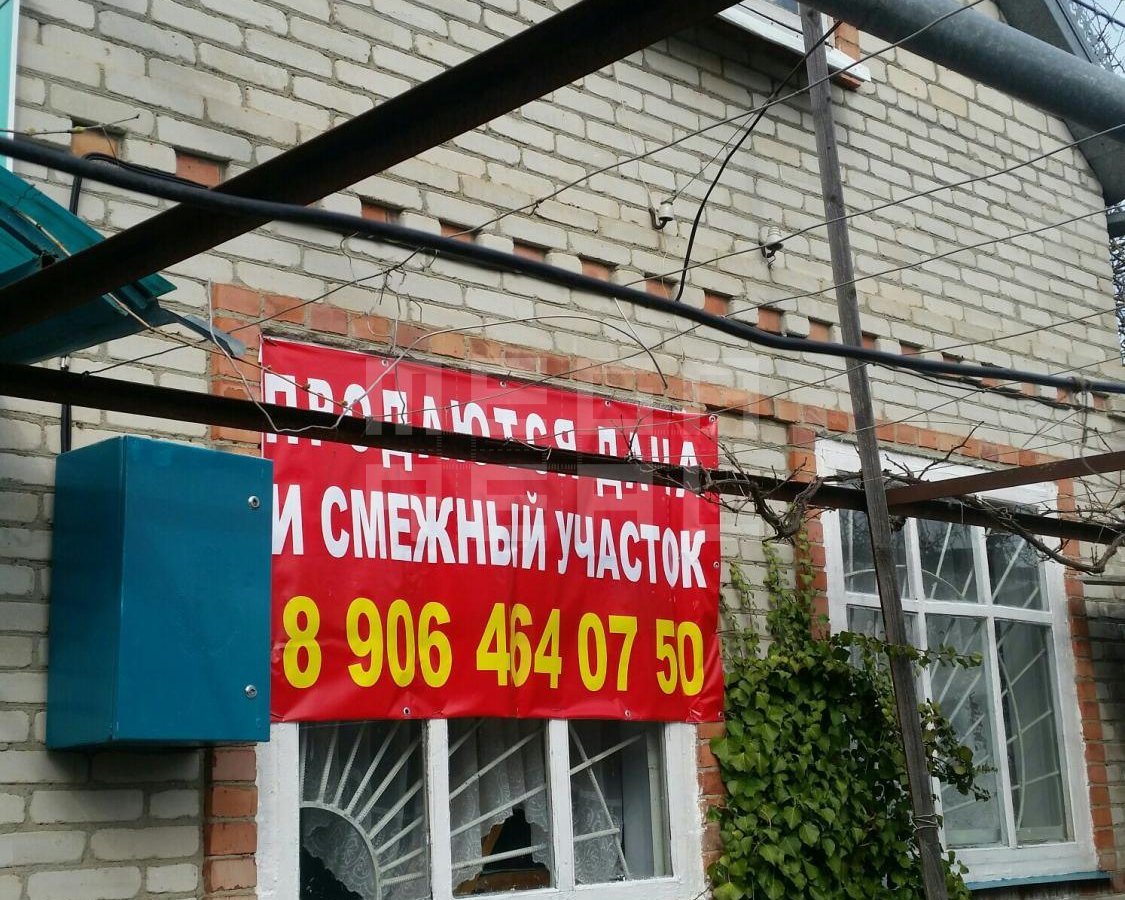 ПРОДАЮТСЯ ДАЧА
И СМЕЖНЫЙ УЧАСТОК
8 906 464 07 50